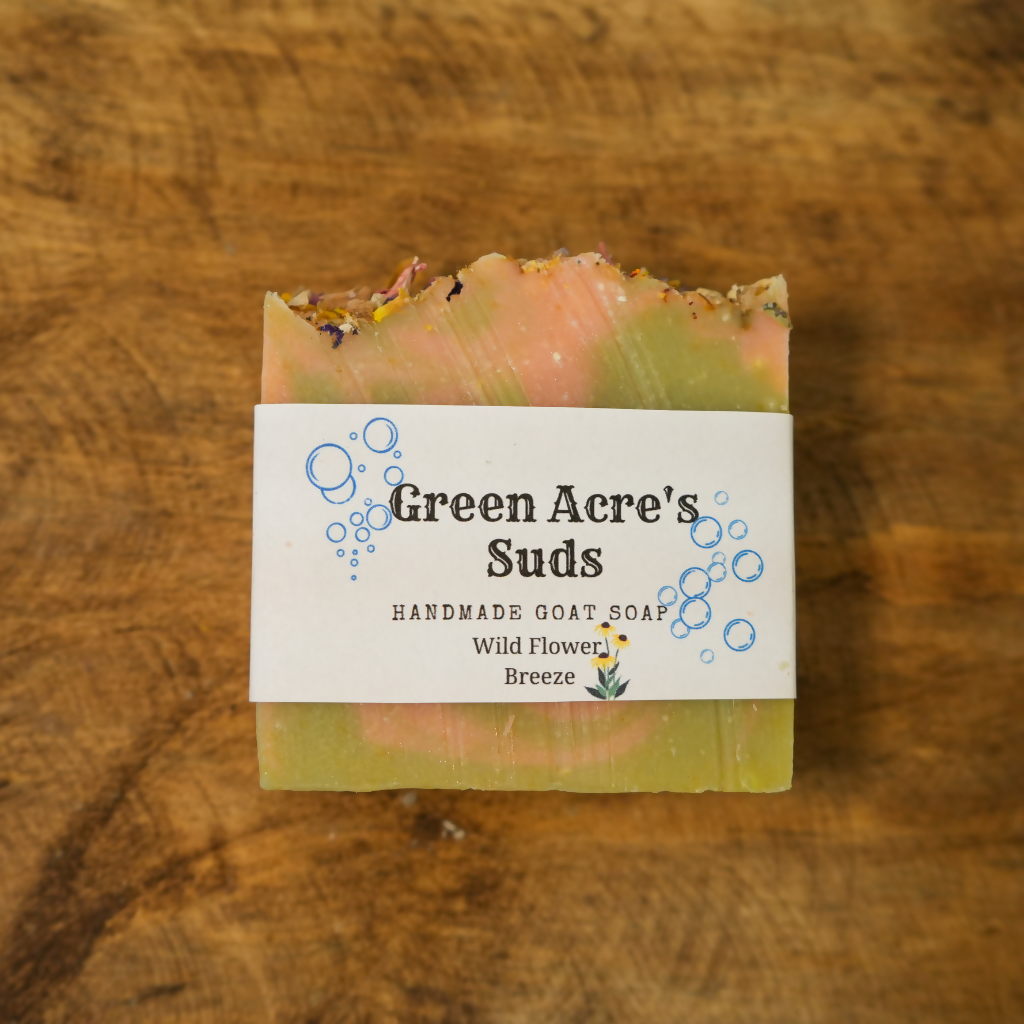 Green Acre's
Suds
HANDMADE GOAT SOAP
Wild Flower
Breeze